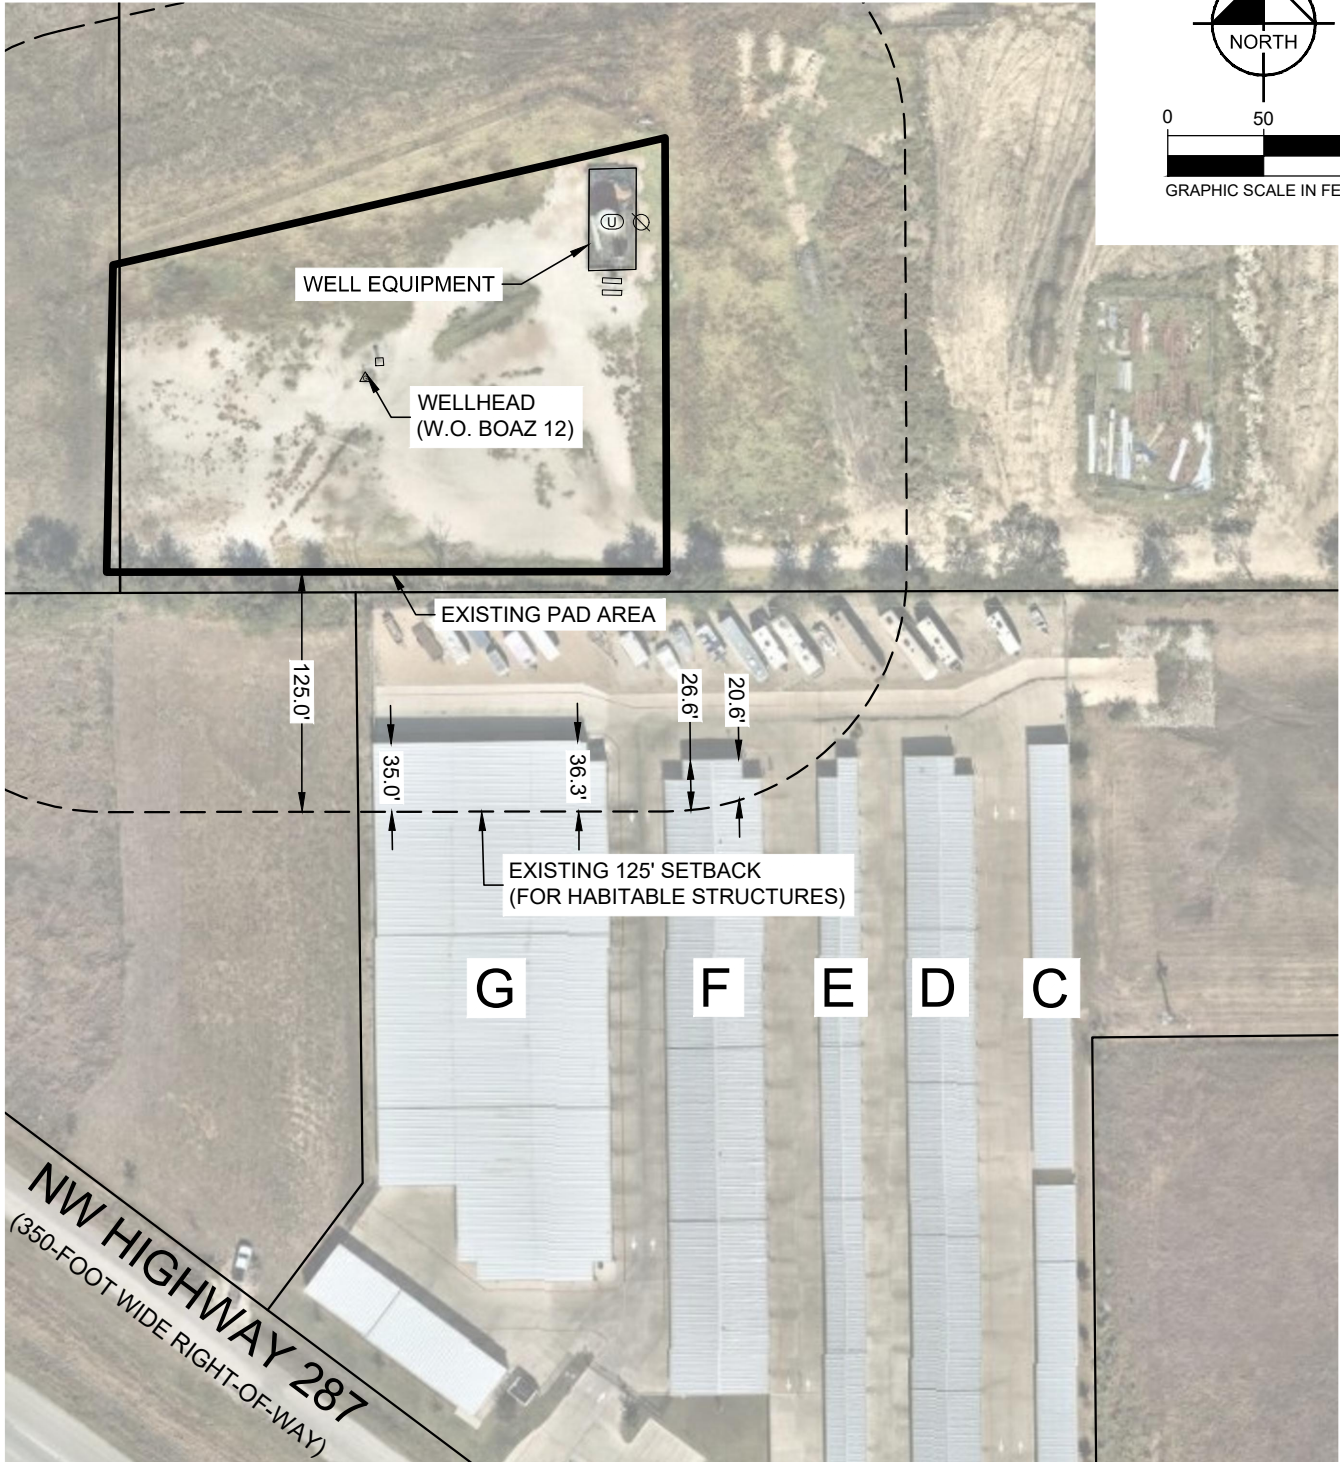 NORTH
0 50
GRAPHIC SCALE IN FE
U
WELL EQUIPMENT
WELLHEAD
(W.O. BOAZ 12)
EXISTING PAD AREA
125.0'
26.6'
20.6'
35.0'
36.3'
EXISTING 125' SETBACK
(FOR HABITABLE STRUCTURES)
G F E D C
NW HIGHWAY 287
(350-FOOT WIDE RIGHT-OF-WAY)